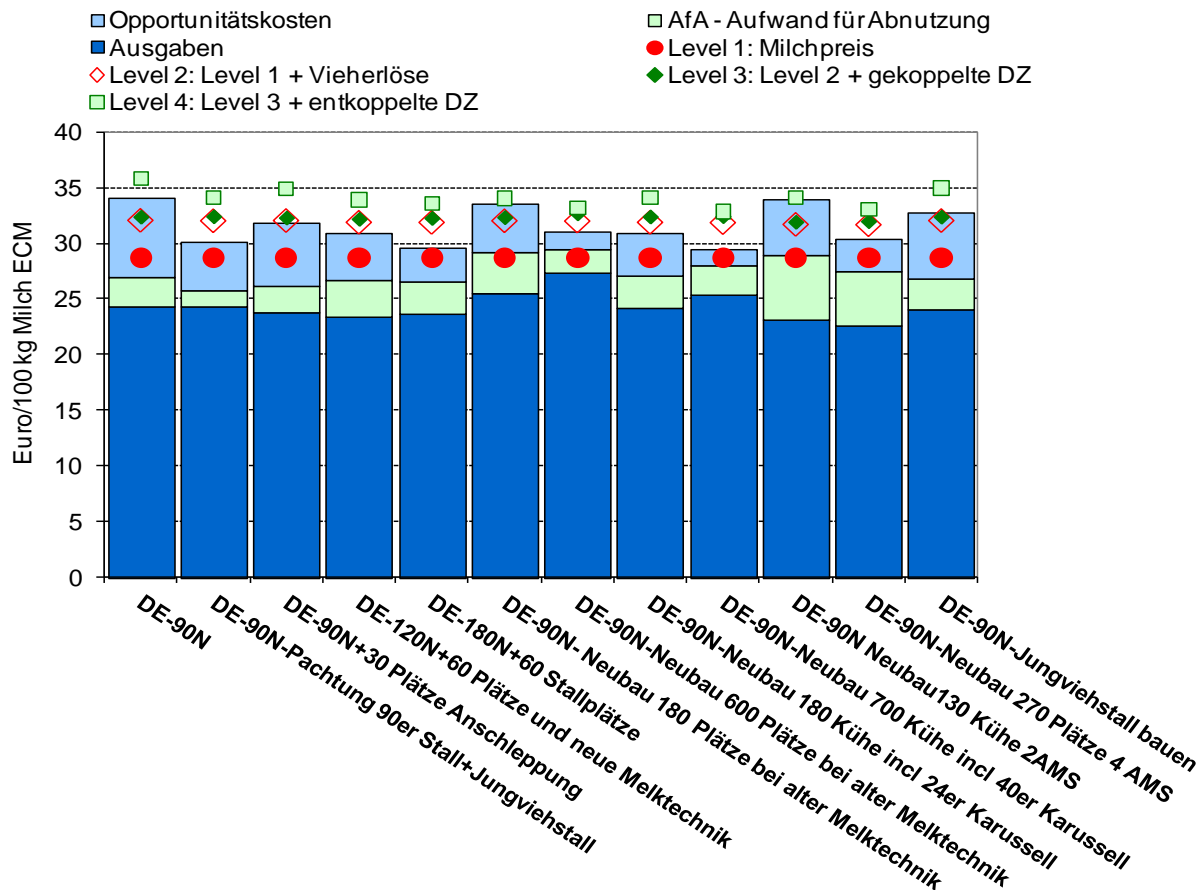 Opportunitätskosten
AfA - Aufwand für Abnutzung
Ausgaben
Level 1: Milchpreis
Level 2: Level 1 + Vieherlöse
Level 3: Level 2 + gekoppelte DZ
Level 4: Level 3 + entkoppelte DZ
Euro/100 kg Milch ECM
40
35
30
25
20
15
10
5
0
DE-90N
DE-90N-Pachtung 90er Stall+Jungviehstall
DE-90N+30 Plätze Anschleppung
DE-120N+60 Plätze und neue Melktechnik
DE-180N+60 Stallplätze
DE-90N- Neubau 180 Plätze bei alter Melktechnik
DE-90N-Neubau 600 Plätze bei alter Melktechnik
DE-90N-Neubau 180 Kühe incl 24er Karussell
DE-90N-Neubau 700 Kühe incl 40er Karussell
DE-90N Neubau130 Kühe 2AMS
DE-90N-Neubau 270 Plätze 4 AMS
DE-90N-Jungviehstall bauen